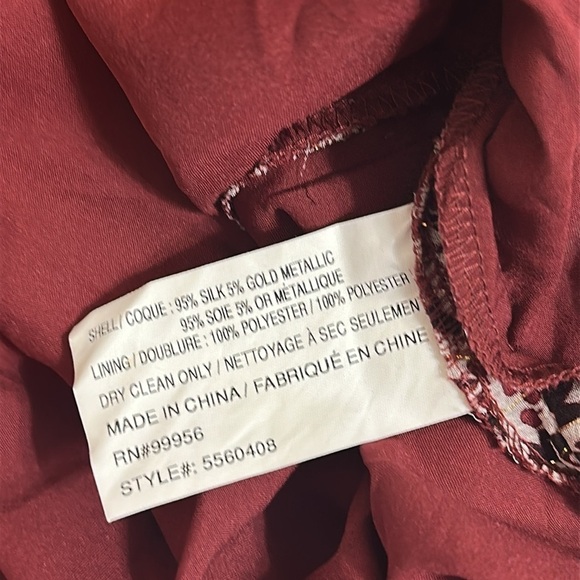 SHELL / COQUE : 95% SILK 5% GOLD METALLIC
95% SOIE 5% OR MÉTALLIQUE
LINING / DOUBLURE : 100% POLYESTER / 100% POLYESTER
DRY CLEAN ONLY / NETTOYAGE À SEC SEULEMENT
MADE IN CHINA / FABRIQUÉ EN CHINE
RN#99956
STYLE#: 5560408